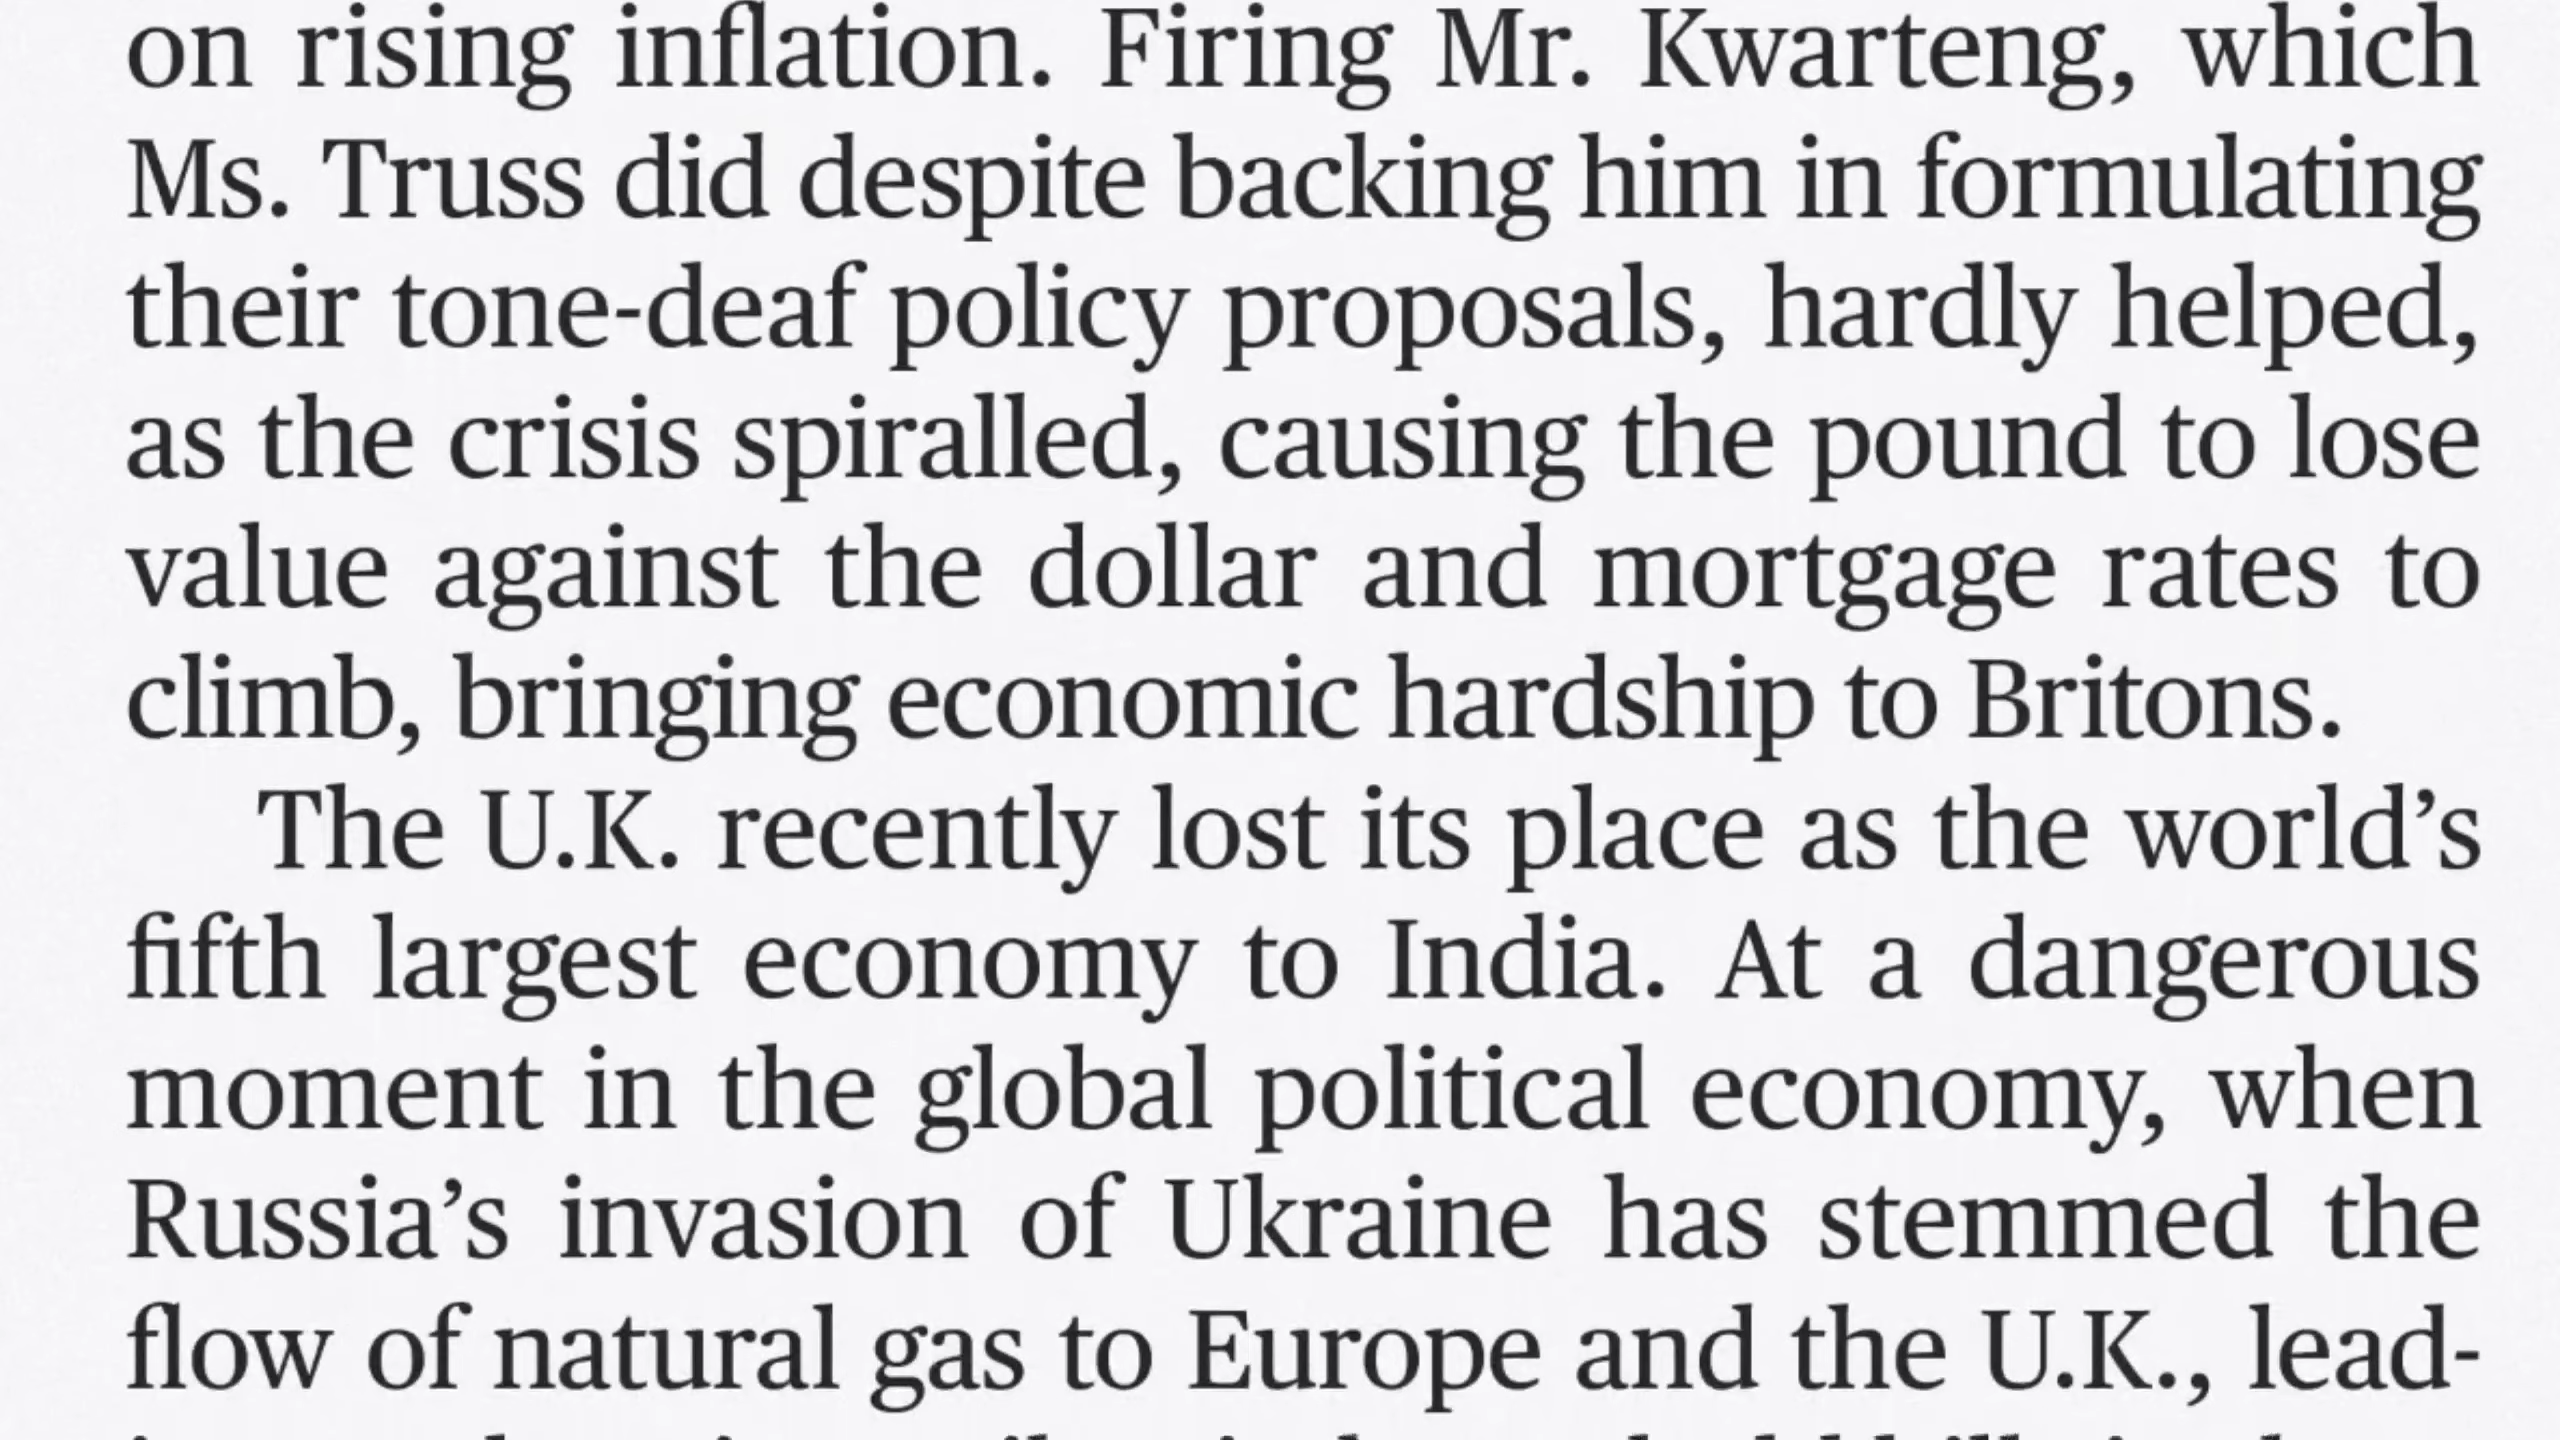 on rising inflation. Firing Mr. Kwarteng, which
Ms. Truss did despite backing him in formulating
their tone-deaf policy proposals, hardly helped,
as the crisis spiralled, causing the pound to lose
value against the dollar and mortgage rates to
climb, bringing economic hardship to Britons.
The U.K. recently lost its place as the world’s
fifth largest economy to India. At a dangerous
moment in the global political economy, when
Russia’s invasion of Ukraine has stemmed the
flow of natural gas to Europe and the U.K., lead-